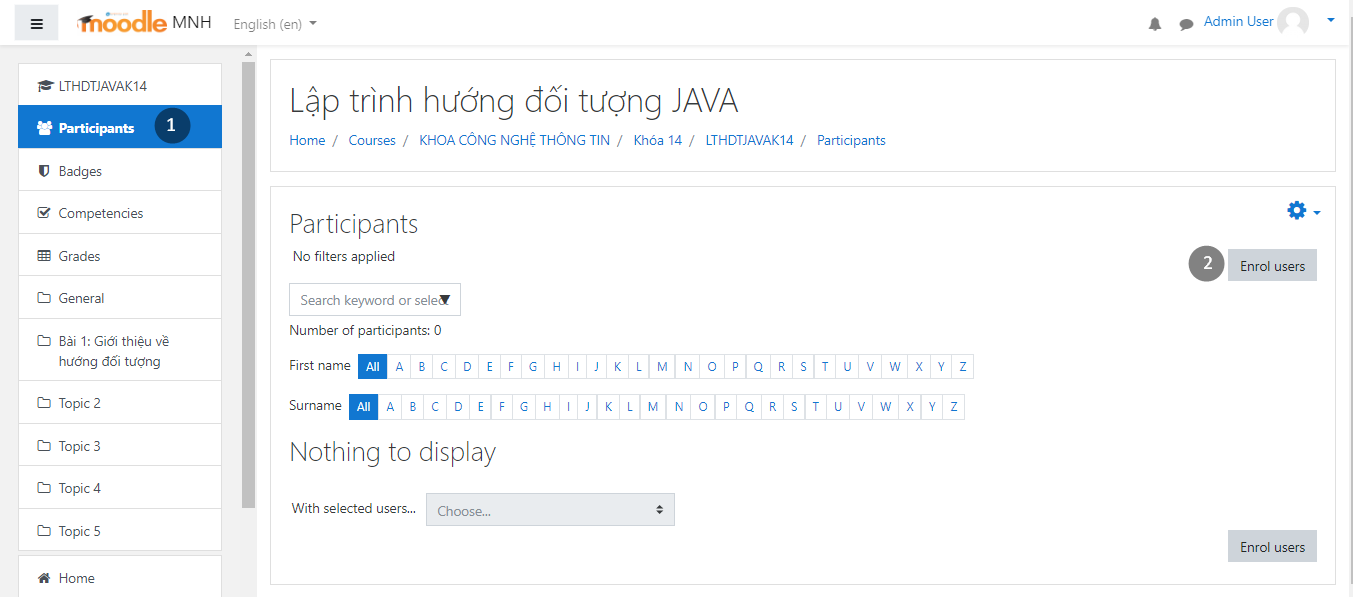 moodle MNH English (en) Admin User
LTHDTJAVAK14
Participants 1
Badges
Competencies
Grades
General
Bài 1: Giới thiệu về
hướng đối tượng
Topic 2
Topic 3
Topic 4
Topic 5
Home
Lập trình hướng đối tượng JAVA
Home / Courses / KHOA CÔNG NGHỆ THÔNG TIN / Khóa 14 / LTHDTJAVAK14 / Participants
Participants
No filters applied
2 Enrol users
Search keyword or selec
Number of participants: 0
First name All A B C D E F G H I J K L M N O P Q R S T U V W X Y Z
Surname All A B C D E F G H I J K L M N O P Q R S T U V W X Y Z
Nothing to display
With selected users... Choose...
Enrol users